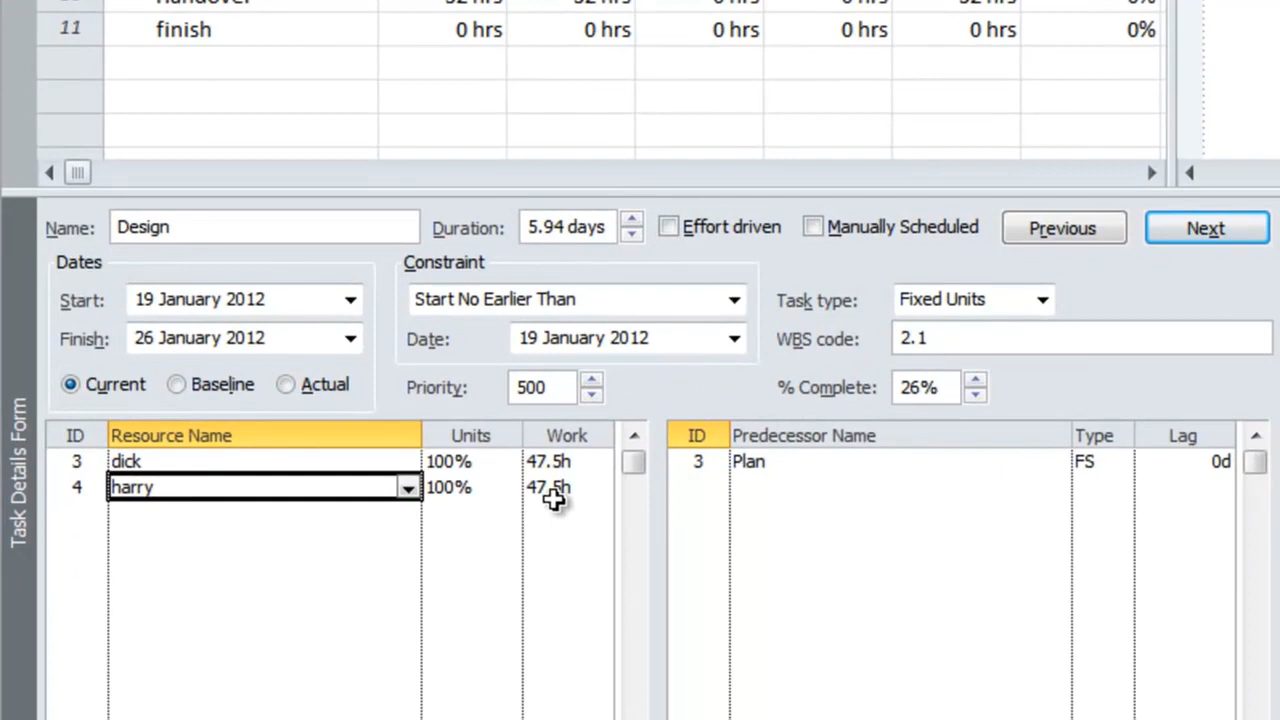 11 finish 0 hrs 0 hrs 0 hrs 0 hrs 0 hrs 0%
Name: Design Duration: 5.94 days Effort driven Manually Scheduled Previous Next
Dates Constraint
Start: 19 January 2012 Start No Earlier Than Task type: Fixed Units
Finish: 26 January 2012 Date: 19 January 2012 WBS code: 2.1
Current Baseline Actual Priority: 500 % Complete: 26%
ID Resource Name Units Work ID Predecessor Name Type Lag
3 dick 100% 47.5h 3 Plan FS 0d
4 harry 100% 47.5h
Task Details Form